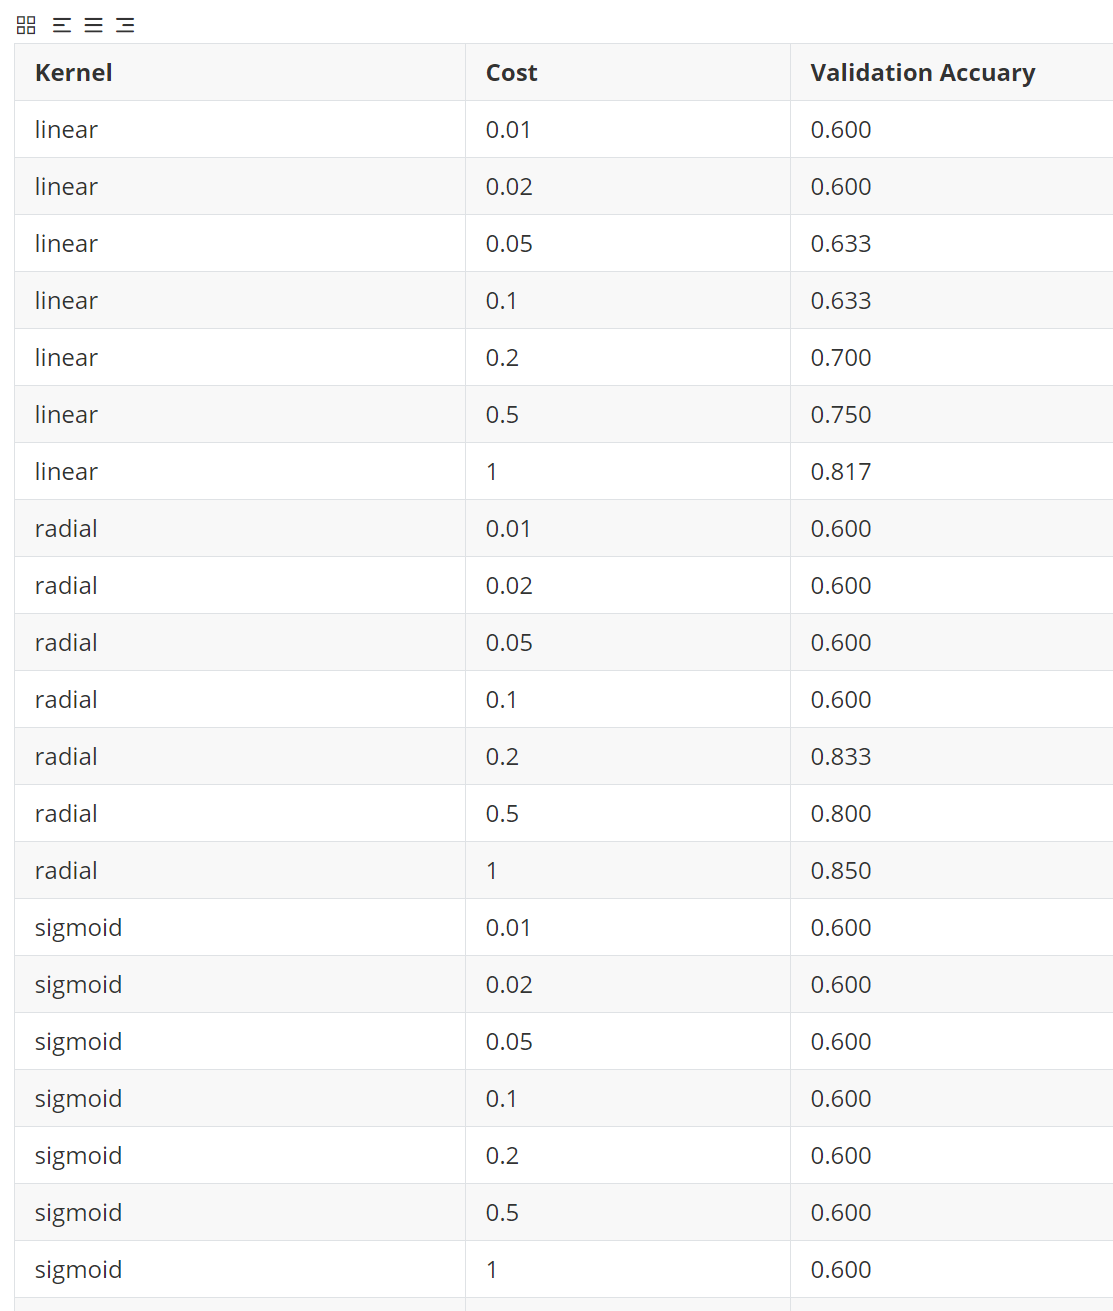 Kernel Cost Validation Accuary
linear 0.01 0.600
linear 0.02 0.600
linear 0.05 0.633
linear 0.1 0.633
linear 0.2 0.700
linear 0.5 0.750
linear 1 0.817
radial 0.01 0.600
radial 0.02 0.600
radial 0.05 0.600
radial 0.1 0.600
radial 0.2 0.833
radial 0.5 0.800
radial 1 0.850
sigmoid 0.01 0.600
sigmoid 0.02 0.600
sigmoid 0.05 0.600
sigmoid 0.1 0.600
sigmoid 0.2 0.600
sigmoid 0.5 0.600
sigmoid 1 0.600